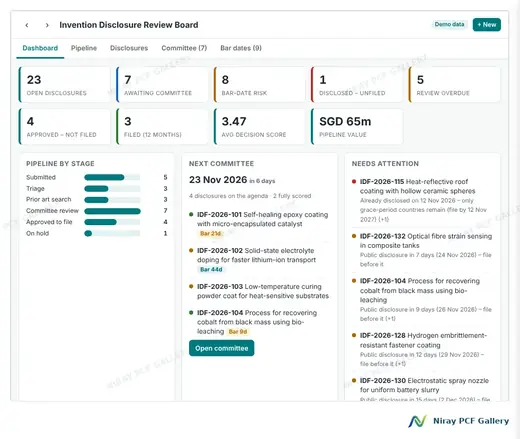 Invention Disclosure Review Board
Demo data
+ New
Dashboard
Pipeline
Disclosures
Committee (7)
Bar dates (9)
23
OPEN DISCLOSURES
7
AWAITING COMMITTEE
8
BAR-DATE RISK
1
DISCLOSED – UNFILED
5
REVIEW OVERDUE
4
APPROVED – NOT FILED
3
FILED (12 MONTHS)
3.47
AVG DECISION SCORE
SGD 65m
PIPELINE VALUE
PIPELINE BY STAGE
Submitted 5
Triage 3
Prior art search 3
Committee review 7
Approved to file 4
On hold 1
NEXT COMMITTEE
23 Nov 2026 in 6 days
4 disclosures on the agenda · 2 fully scored
IDF-2026-101 Self-healing epoxy coating
with micro-encapsulated catalyst
Bar 21d
IDF-2026-102 Solid-state electrolyte
doping for faster lithium-ion transport
Bar 44d
IDF-2026-103 Low-temperature curing
powder coat for heat-sensitive substrates
IDF-2026-104 Process for recovering
cobalt from black mass using bio-
leaching Bar 9d
Open committee
NEEDS ATTENTION
IDF-2026-115 Heat-reflective roof
coating with hollow ceramic spheres
Already disclosed on 12 Nov 2026 – only
grace-period countries remain (file by 12 Nov
2027) (+1)
IDF-2026-132 Optical fibre strain sensing
in composite tanks
Public disclosure in 7 days (24 Nov 2026) – file
before it
IDF-2026-104 Process for recovering
cobalt from black mass using bio-
leaching
Public disclosure in 9 days (26 Nov 2026) – file
before it (+1)
IDF-2026-128 Hydrogen embrittlement-
resistant fastener coating
Public disclosure in 12 days (29 Nov 2026) – file
before it (+1)
IDF-2026-130 Electrostatic spray nozzle
for uniform battery slurry
Public disclosure in 15 days (2 Dec 2026) – file
Niray PCF Gallery